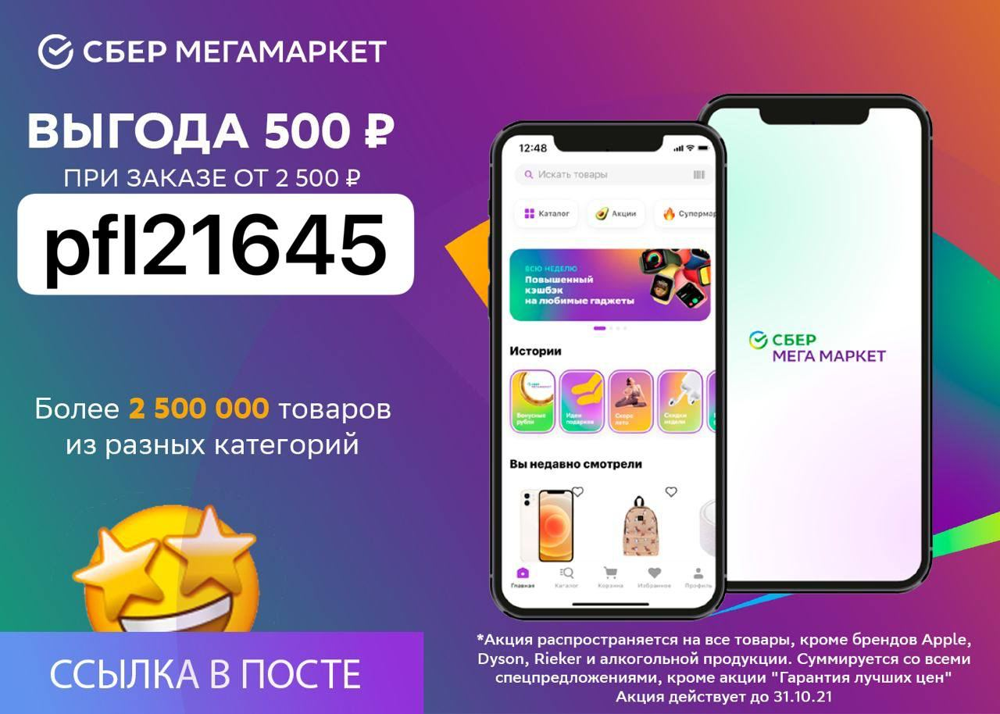 СБЕР МЕГАМАРКЕТ
ВЫГОДА 500 ₽
ПРИ ЗАКАЗЕ ОТ 2 500 ₽
pfl21645
Более 2 500 000 товаров
из разных категорий
ССЫЛКА В ПОСТЕ
12:48
Искать товары
Каталог
Акции
Супермар
ВСЮ НЕДЕЛЮ
Повышенный
кэшбэк
на любимые гаджеты
Истории
СБЕР
МЕГАМАРКЕТ
Бонусные
рубли
Идеи
подарков
Скоро
лето
Скидки
недели
Вы недавно смотрели
Главная
Каталог
Корзина
Избранное
Профиль
СБЕР
МЕГА МАРКЕТ
*Акция распространяется на все товары, кроме брендов Apple,
Dyson, Rieker и алкогольной продукции. Суммируется со всеми
спецпредложениями, кроме акции "Гарантия лучших цен"
Акция действует до 31.10.21